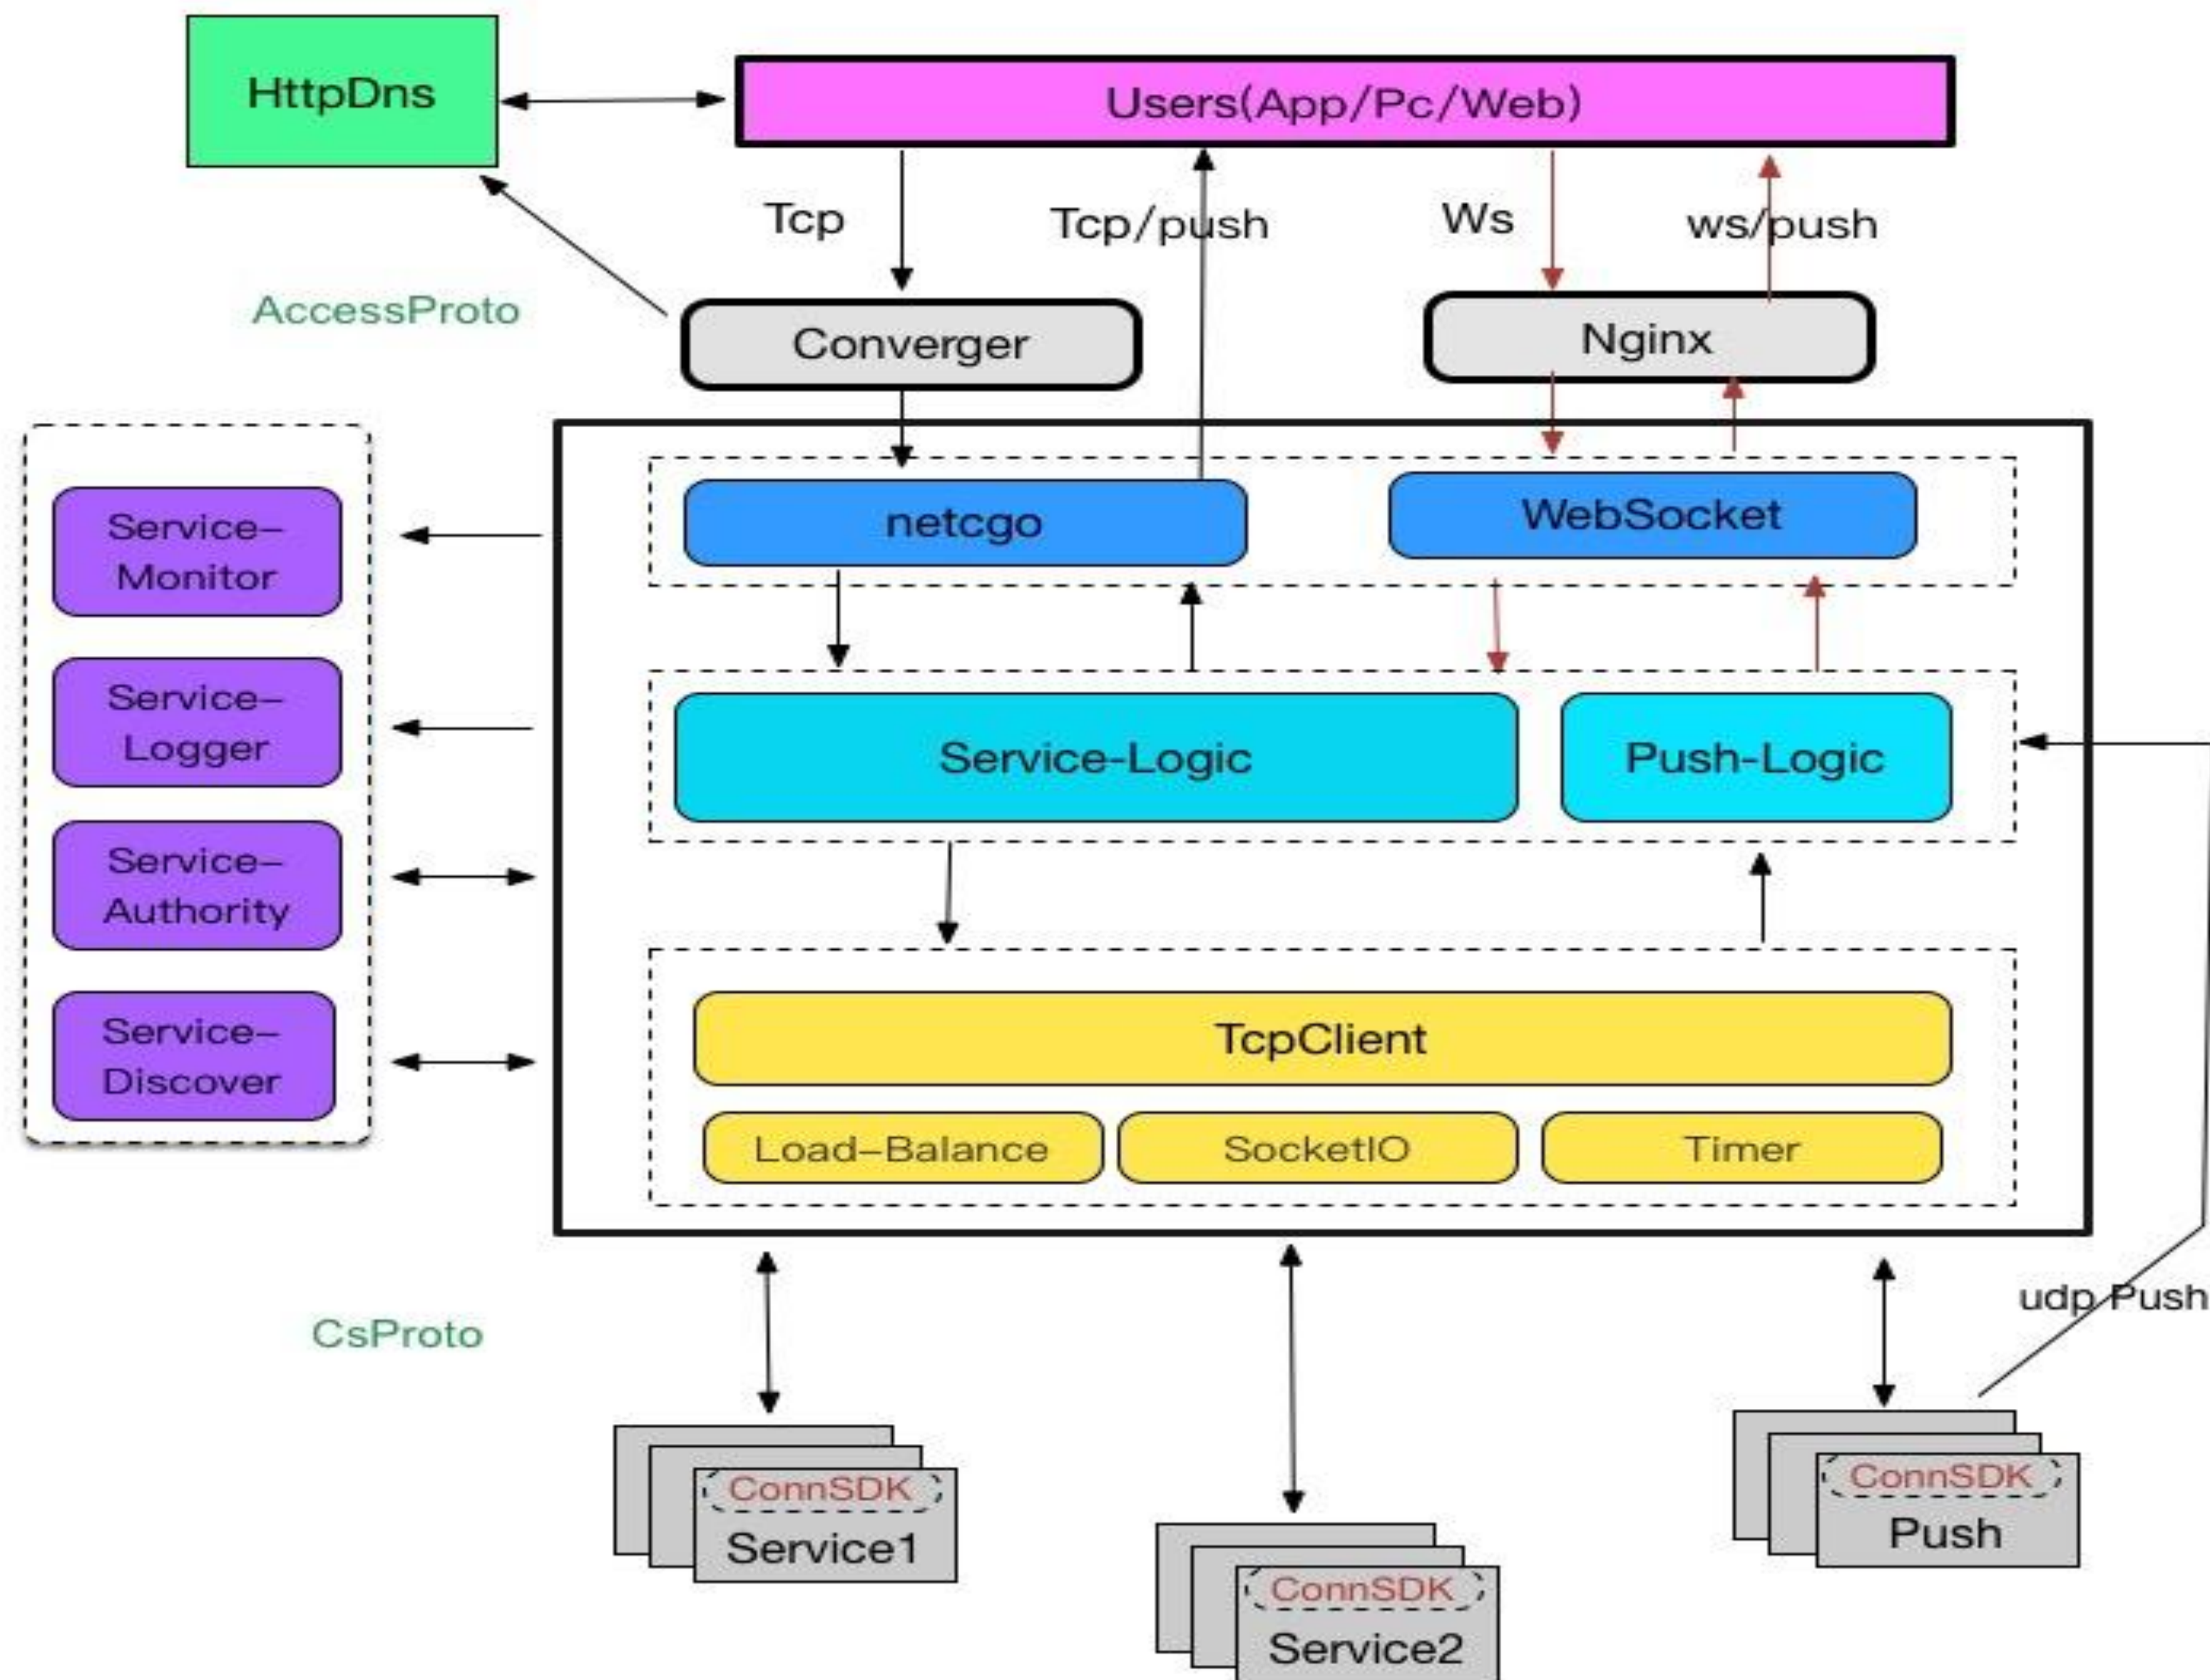 HttpDns
Users(App/Pc/Web)
Tcp
Tcp/push
Ws
ws/push
AccessProto
Converger
Nginx
netcgo
WebSocket
Service-
Monitor
Service-
Logger
Service-Logic
Push-Logic
Service-
Authority
Service-
Discover
TcpClient
Load-Balance
SocketIO
Timer
CsProto
udp Push
ConnSDK
Service1
ConnSDK
Service2
ConnSDK
Push